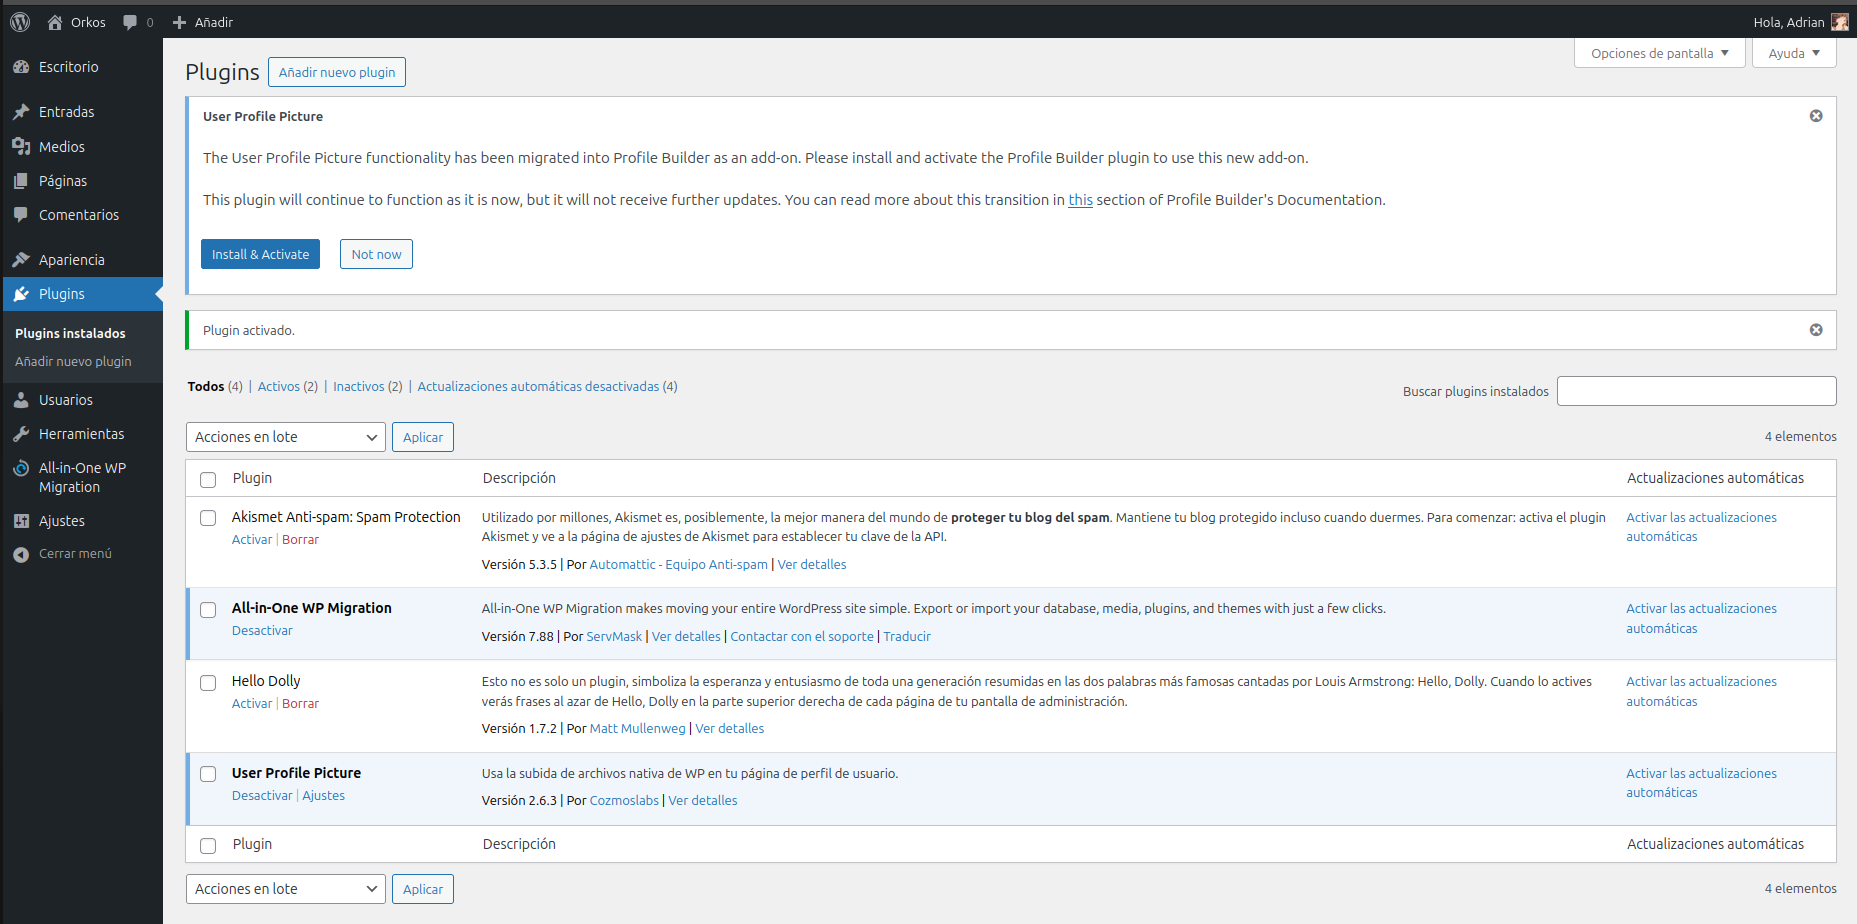 Orkos 0 Añadir Hola, Adrian
Opciones de pantalla Ayuda
Escritorio
Entradas
Medios
Páginas
Comentarios
Apariencia
Plugins
Plugins instalados
Añadir nuevo plugin
Usuarios
Herramientas
All-in-One WP
Migration
Ajustes
Cerrar menú
Plugins Añadir nuevo plugin
User Profile Picture
The User Profile Picture functionality has been migrated into Profile Builder as an add-on. Please install and activate the Profile Builder plugin to use this new add-on.
This plugin will continue to function as it is now, but it will not receive further updates. You can read more about this transition in this section of Profile Builder's Documentation.
Install & Activate Not now
Plugin activado.
Todos (4) | Activos (2) | Inactivos (2) | Actualizaciones automáticas desactivadas (4)
Buscar plugins instalados
Acciones en lote Aplicar 4 elementos
Plugin Descripción Actualizaciones automáticas
Akismet Anti-spam: Spam Protection
Activar | Borrar
Utilizado por millones, Akismet es, posiblemente, la mejor manera del mundo de proteger tu blog del spam. Mantiene tu blog protegido incluso cuando duermes. Para comenzar: activa el plugin
Akismet y ve a la página de ajustes de Akismet para establecer tu clave de la API.
Versión 5.3.5 | Por Automattic - Equipo Anti-spam | Ver detalles
Activar las actualizaciones
automáticas
All-in-One WP Migration
Desactivar
All-in-One WP Migration makes moving your entire WordPress site simple. Export or import your database, media, plugins, and themes with just a few clicks.
Versión 7.88 | Por ServMask | Ver detalles | Contactar con el soporte | Traducir
Activar las actualizaciones
automáticas
Hello Dolly
Activar | Borrar
Esto no es solo un plugin, simboliza la esperanza y entusiasmo de toda una generación resumidas en las dos palabras más famosas cantadas por Louis Armstrong: Hello, Dolly. Cuando lo actives
verás frases al azar de Hello, Dolly en la parte superior derecha de cada página de tu pantalla de administración.
Versión 1.7.2 | Por Matt Mullenweg | Ver detalles
Activar las actualizaciones
automáticas
User Profile Picture
Desactivar | Ajustes
Usa la subida de archivos nativa de WP en tu página de perfil de usuario.
Versión 2.6.3 | Por Cozmoslabs | Ver detalles
Activar las actualizaciones
automáticas
Plugin Descripción Actualizaciones automáticas
Acciones en lote Aplicar 4 elementos